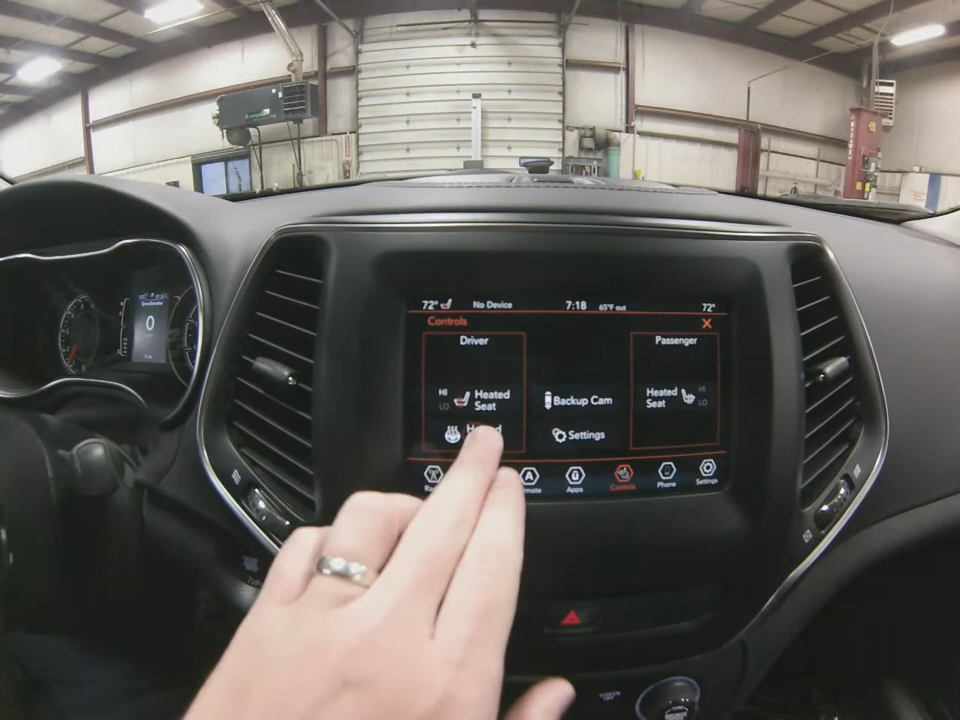 72° No Device 7:18 65°F out 72°
Controls X
Driver
Passenger
HI
LO
Heated
Seat
Backup Cam
Heated
Seat
HI
LO
Settings
Apps
Controls
Phone
Settings
0